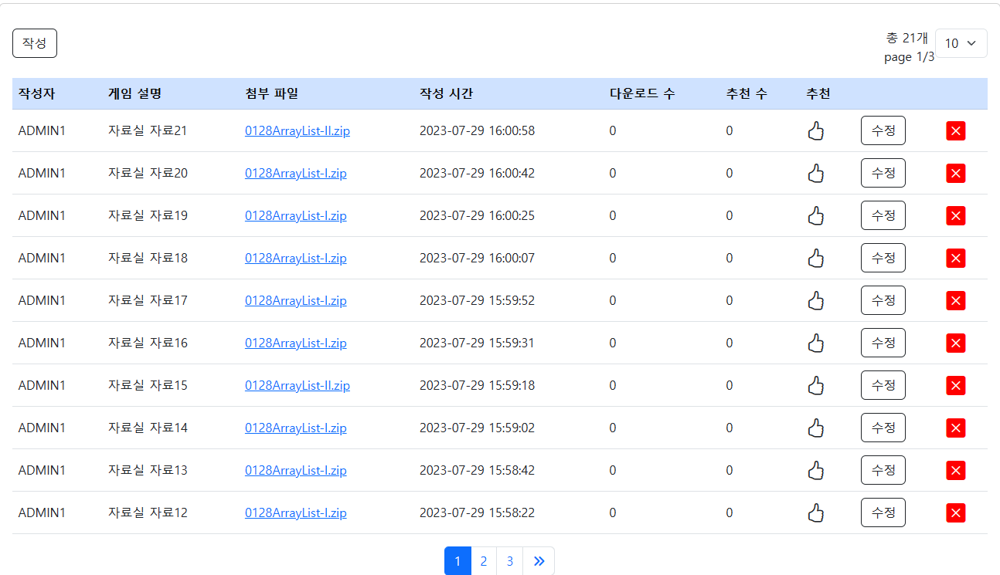 작성
총 21개
page 1/3
10
작성자 게임 설명 첨부 파일 작성 시간 다운로드 수 추천 수 추천
ADMIN1 자료실 자료21 0128ArrayList-II.zip 2023-07-29 16:00:58 0 0 수정
ADMIN1 자료실 자료20 0128ArrayList-I.zip 2023-07-29 16:00:42 0 0 수정
ADMIN1 자료실 자료19 0128ArrayList-I.zip 2023-07-29 16:00:25 0 0 수정
ADMIN1 자료실 자료18 0128ArrayList-I.zip 2023-07-29 16:00:07 0 0 수정
ADMIN1 자료실 자료17 0128ArrayList-I.zip 2023-07-29 15:59:52 0 0 수정
ADMIN1 자료실 자료16 0128ArrayList-I.zip 2023-07-29 15:59:31 0 0 수정
ADMIN1 자료실 자료15 0128ArrayList-II.zip 2023-07-29 15:59:18 0 0 수정
ADMIN1 자료실 자료14 0128ArrayList-I.zip 2023-07-29 15:59:02 0 0 수정
ADMIN1 자료실 자료13 0128ArrayList-I.zip 2023-07-29 15:58:42 0 0 수정
ADMIN1 자료실 자료12 0128ArrayList-I.zip 2023-07-29 15:58:22 0 0 수정
1 2 3 »